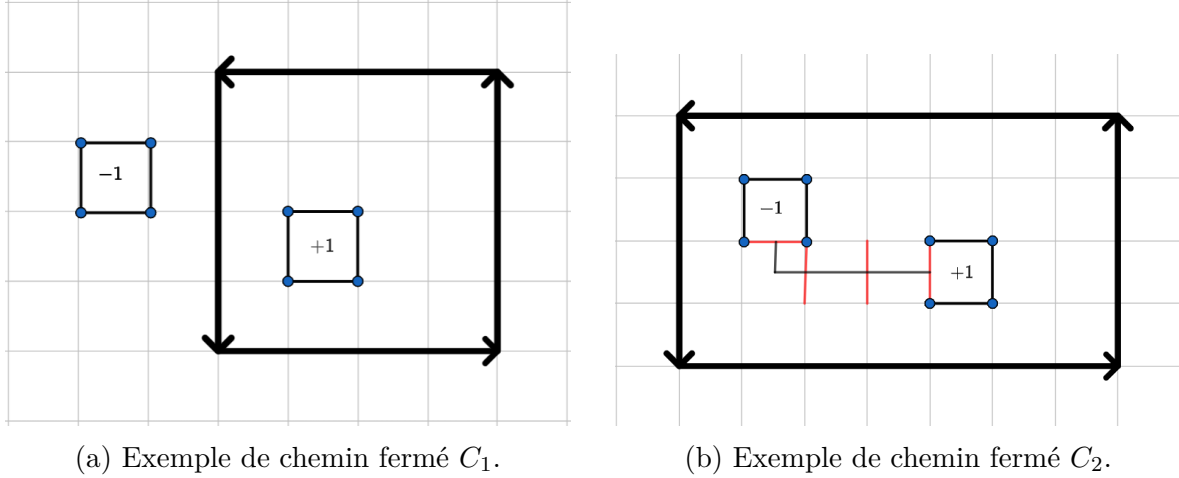 −1
+1
−1
+1
(a) Exemple de chemin fermé C₁.
(b) Exemple de chemin fermé C₂.